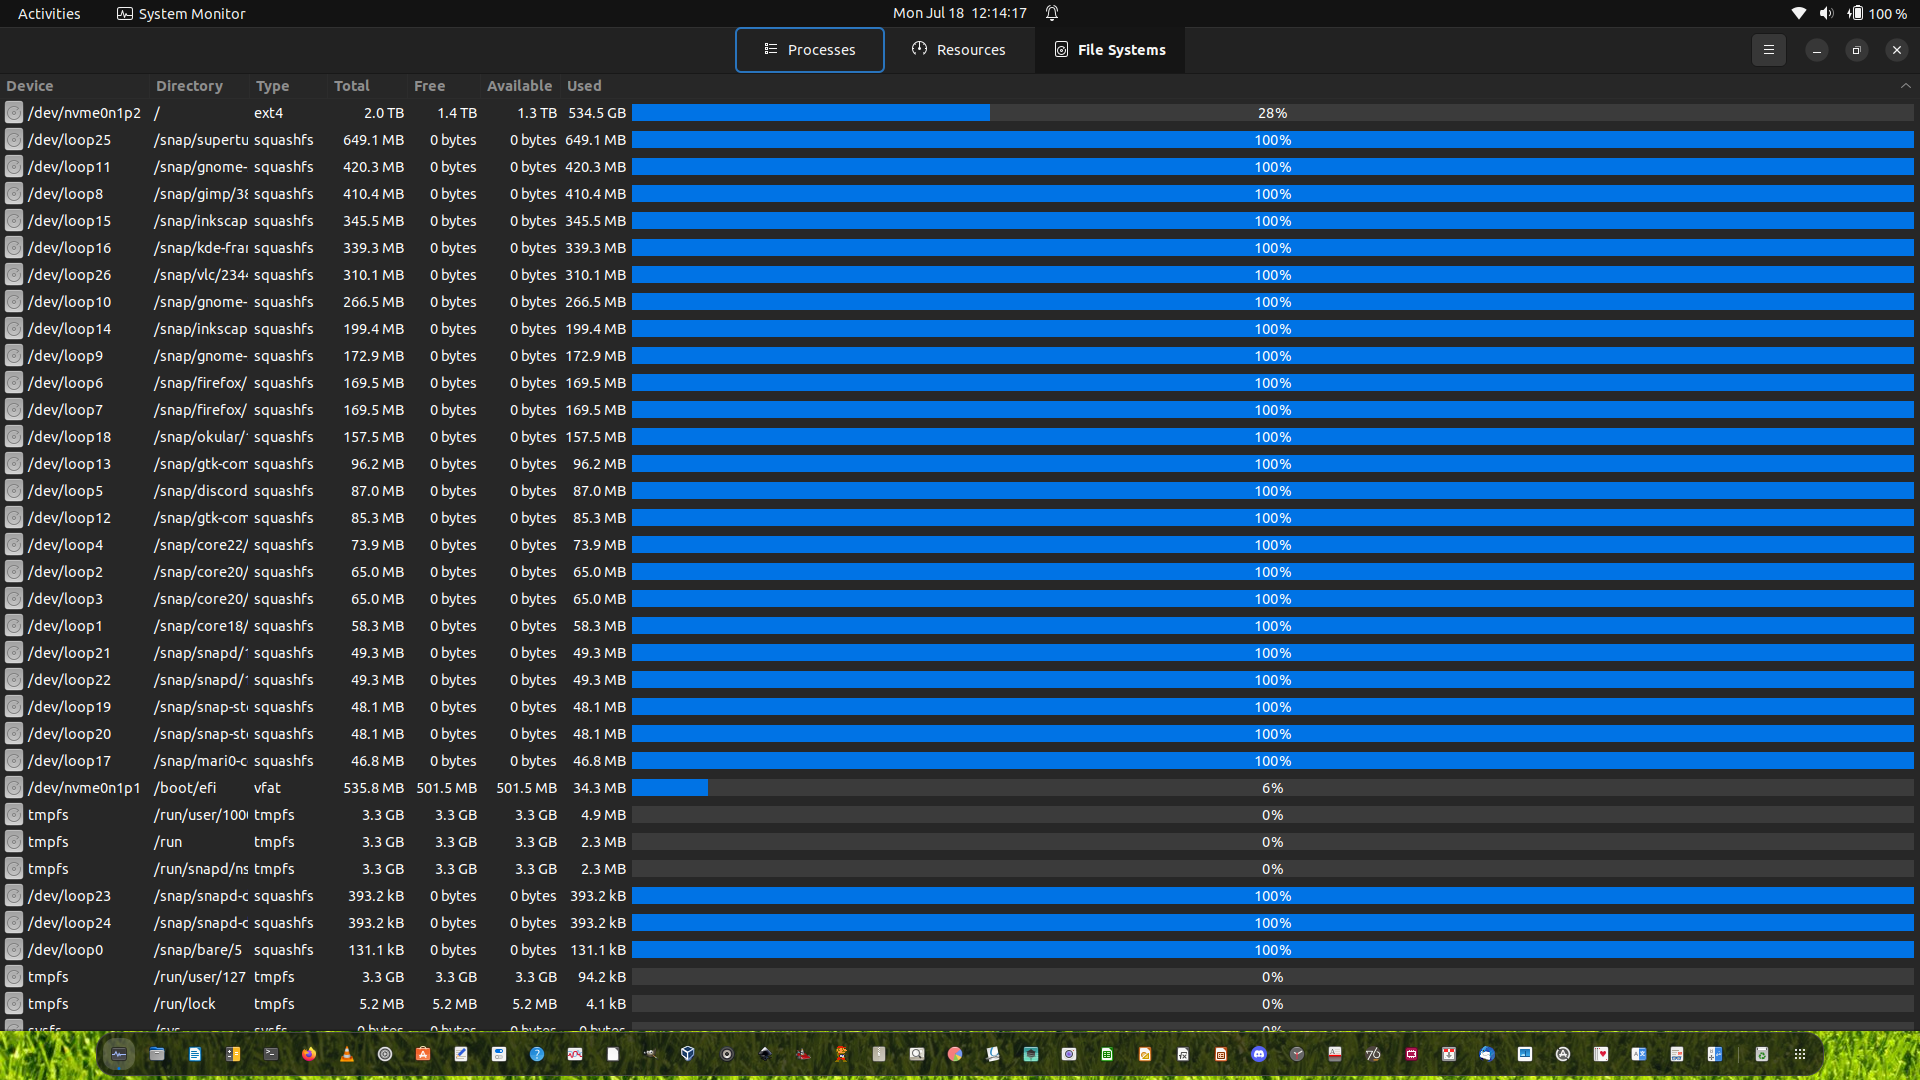 Activities System Monitor Mon Jul 18 12:14:17 100 %
Processes Resources File Systems
Device Directory Type Total Free Available Used
/dev/nvme0n1p2 / ext4 2.0 TB 1.4 TB 1.3 TB 534.5 GB 28%
/dev/loop25 /snap/supertu squashfs 649.1 MB 0 bytes 0 bytes 649.1 MB 100%
/dev/loop11 /snap/gnome- squashfs 420.3 MB 0 bytes 0 bytes 420.3 MB 100%
/dev/loop8 /snap/gimp/38 squashfs 410.4 MB 0 bytes 0 bytes 410.4 MB 100%
/dev/loop15 /snap/inkscap squashfs 345.5 MB 0 bytes 0 bytes 345.5 MB 100%
/dev/loop16 /snap/kde-frar squashfs 339.3 MB 0 bytes 0 bytes 339.3 MB 100%
/dev/loop26 /snap/vlc/2344 squashfs 310.1 MB 0 bytes 0 bytes 310.1 MB 100%
/dev/loop10 /snap/gnome- squashfs 266.5 MB 0 bytes 0 bytes 266.5 MB 100%
/dev/loop14 /snap/inkscap squashfs 199.4 MB 0 bytes 0 bytes 199.4 MB 100%
/dev/loop9 /snap/gnome- squashfs 172.9 MB 0 bytes 0 bytes 172.9 MB 100%
/dev/loop6 /snap/firefox/ squashfs 169.5 MB 0 bytes 0 bytes 169.5 MB 100%
/dev/loop7 /snap/firefox/ squashfs 169.5 MB 0 bytes 0 bytes 169.5 MB 100%
/dev/loop18 /snap/okular/ squashfs 157.5 MB 0 bytes 0 bytes 157.5 MB 100%
/dev/loop13 /snap/gtk-com squashfs 96.2 MB 0 bytes 0 bytes 96.2 MB 100%
/dev/loop5 /snap/discord squashfs 87.0 MB 0 bytes 0 bytes 87.0 MB 100%
/dev/loop12 /snap/gtk-com squashfs 85.3 MB 0 bytes 0 bytes 85.3 MB 100%
/dev/loop4 /snap/core22/ squashfs 73.9 MB 0 bytes 0 bytes 73.9 MB 100%
/dev/loop2 /snap/core20/ squashfs 65.0 MB 0 bytes 0 bytes 65.0 MB 100%
/dev/loop3 /snap/core20/ squashfs 65.0 MB 0 bytes 0 bytes 65.0 MB 100%
/dev/loop1 /snap/core18/ squashfs 58.3 MB 0 bytes 0 bytes 58.3 MB 100%
/dev/loop21 /snap/snapd/ squashfs 49.3 MB 0 bytes 0 bytes 49.3 MB 100%
/dev/loop22 /snap/snapd/ squashfs 49.3 MB 0 bytes 0 bytes 49.3 MB 100%
/dev/loop19 /snap/snap-sto squashfs 48.1 MB 0 bytes 0 bytes 48.1 MB 100%
/dev/loop20 /snap/snap-sto squashfs 48.1 MB 0 bytes 0 bytes 48.1 MB 100%
/dev/loop17 /snap/mari0-c squashfs 46.8 MB 0 bytes 0 bytes 46.8 MB 100%
/dev/nvme0n1p1 /boot/efi vfat 535.8 MB 501.5 MB 501.5 MB 34.3 MB 6%
tmpfs /run/user/1000 tmpfs 3.3 GB 3.3 GB 3.3 GB 4.9 MB 0%
tmpfs /run tmpfs 3.3 GB 3.3 GB 3.3 GB 2.3 MB 0%
tmpfs /run/snapd/ns tmpfs 3.3 GB 3.3 GB 3.3 GB 2.3 MB 0%
/dev/loop23 /snap/snapd-c squashfs 393.2 kB 0 bytes 0 bytes 393.2 kB 100%
/dev/loop24 /snap/snapd-c squashfs 393.2 kB 0 bytes 0 bytes 393.2 kB 100%
/dev/loop0 /snap/bare/5 squashfs 131.1 kB 0 bytes 0 bytes 131.1 kB 100%
tmpfs /run/user/127 tmpfs 3.3 GB 3.3 GB 3.3 GB 94.2 kB 0%
tmpfs /run/lock tmpfs 5.2 MB 5.2 MB 5.2 MB 4.1 kB 0%
sysfs /sys sysfs 0 bytes 0 bytes 0 bytes 0 bytes 0%